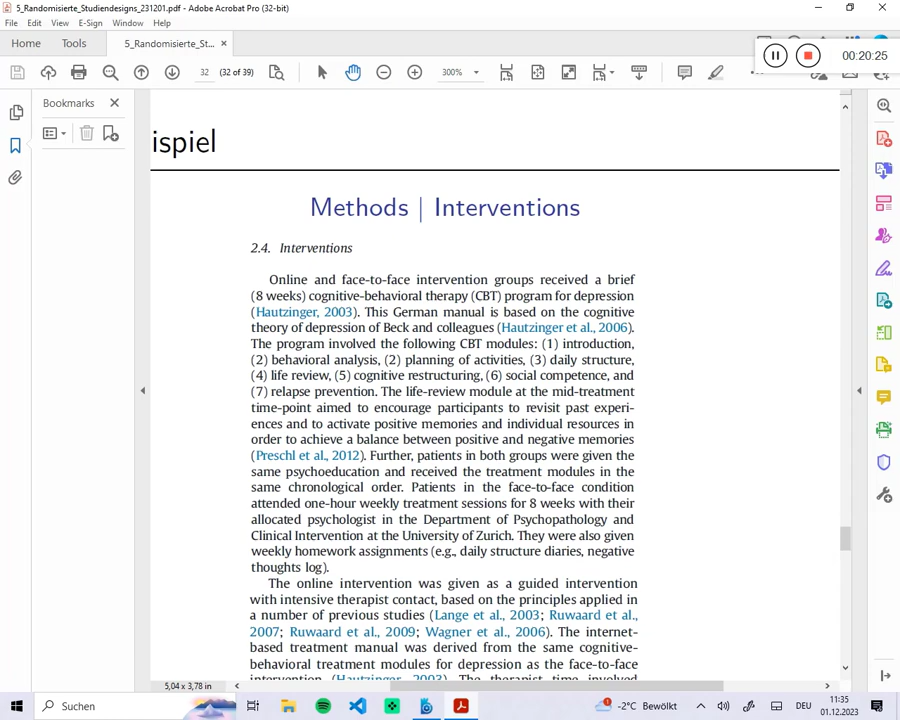 5_Randomisierte_Studiendesigns_231201.pdf - Adobe Acrobat Pro (32-bit)
File Edit View E-Sign Window Help
Home Tools 5_Randomisierte_St... ×
32 (32 of 39) 300%
00:20:25
Bookmarks
ispiel
Methods | Interventions
2.4. Interventions
Online and face-to-face intervention groups received a brief
(8 weeks) cognitive-behavioral therapy (CBT) program for depression
(Hautzinger, 2003). This German manual is based on the cognitive
theory of depression of Beck and colleagues (Hautzinger et al., 2006).
The program involved the following CBT modules: (1) introduction,
(2) behavioral analysis, (2) planning of activities, (3) daily structure,
(4) life review, (5) cognitive restructuring, (6) social competence, and
(7) relapse prevention. The life-review module at the mid-treatment
time-point aimed to encourage participants to revisit past experi-
ences and to activate positive memories and individual resources in
order to achieve a balance between positive and negative memories
(Preschl et al., 2012). Further, patients in both groups were given the
same psychoeducation and received the treatment modules in the
same chronological order. Patients in the face-to-face condition
attended one-hour weekly treatment sessions for 8 weeks with their
allocated psychologist in the Department of Psychopathology and
Clinical Intervention at the University of Zurich. They were also given
weekly homework assignments (e.g., daily structure diaries, negative
thoughts log).
The online intervention was given as a guided intervention
with intensive therapist contact, based on the principles applied in
a number of previous studies (Lange et al., 2003; Ruwaard et al.,
2007; Ruwaard et al., 2009; Wagner et al., 2006). The internet-
based treatment manual was derived from the same cognitive-
behavioral treatment modules for depression as the face-to-face
intervention (Hautzinger, 2003). The therapist time involved
5,04 x 3,78 in
Suchen
-2°C Bewölkt
DEU
11:35
01.12.2023